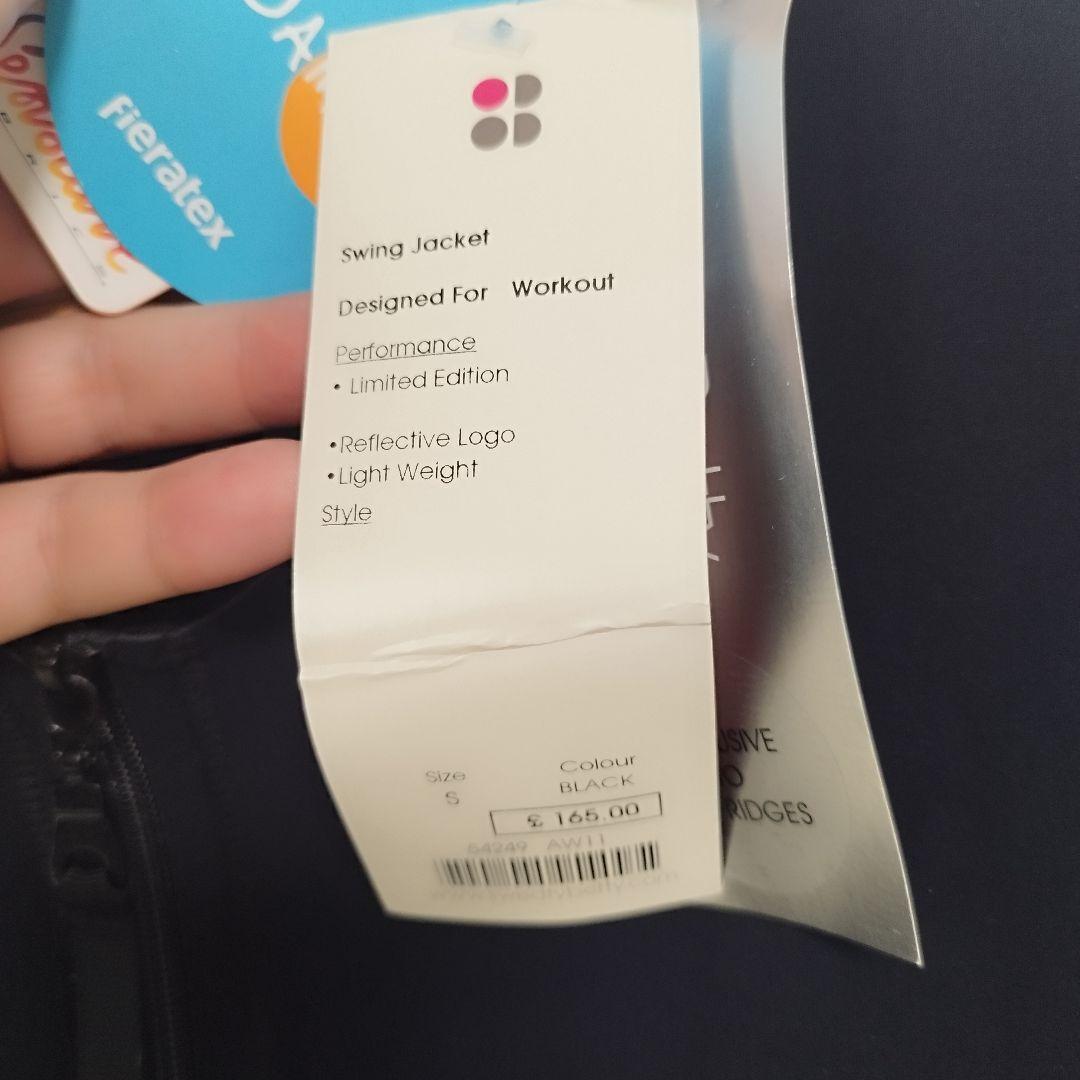 Fieratex
Swing Jacket
Designed For Workout
Performance
• Limited Edition
• Reflective Logo
• Light Weight
Style
Size
S
Colour
BLACK
£ 165.00
54249 AW11
USIVE
O
RIDGES